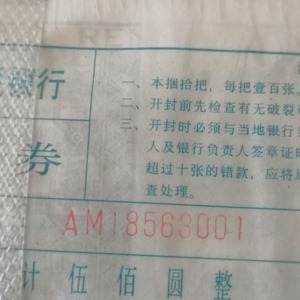 银行
一、本捆拾把，每把壹百张。
二、开封前先检查有无破裂
三、开封时必须与当地银行
人及银行负责人签章证明
超过十张的错款，应将
查处理。
券
AM18563001
计伍佰圆整